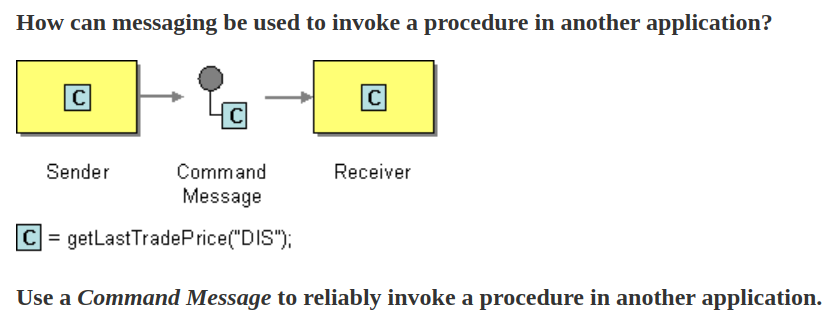 How can messaging be used to invoke a procedure in another application?
C C C
Sender Command Message Receiver
C = getLastTradePrice("DIS");
Use a Command Message to reliably invoke a procedure in another application.